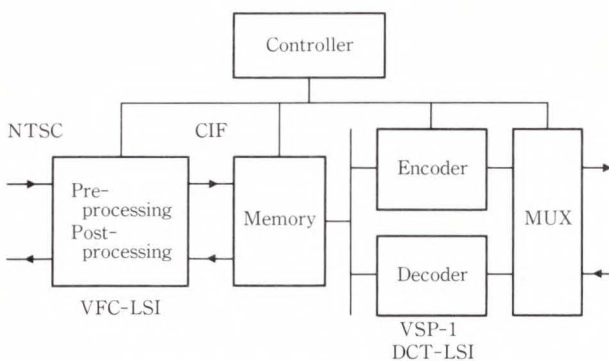 Controller
NTSC
CIF
Pre-
processing
Post-
processing
Memory
Encoder
Decoder
MUX
VFC-LSI
VSP-1
DCT-LSI